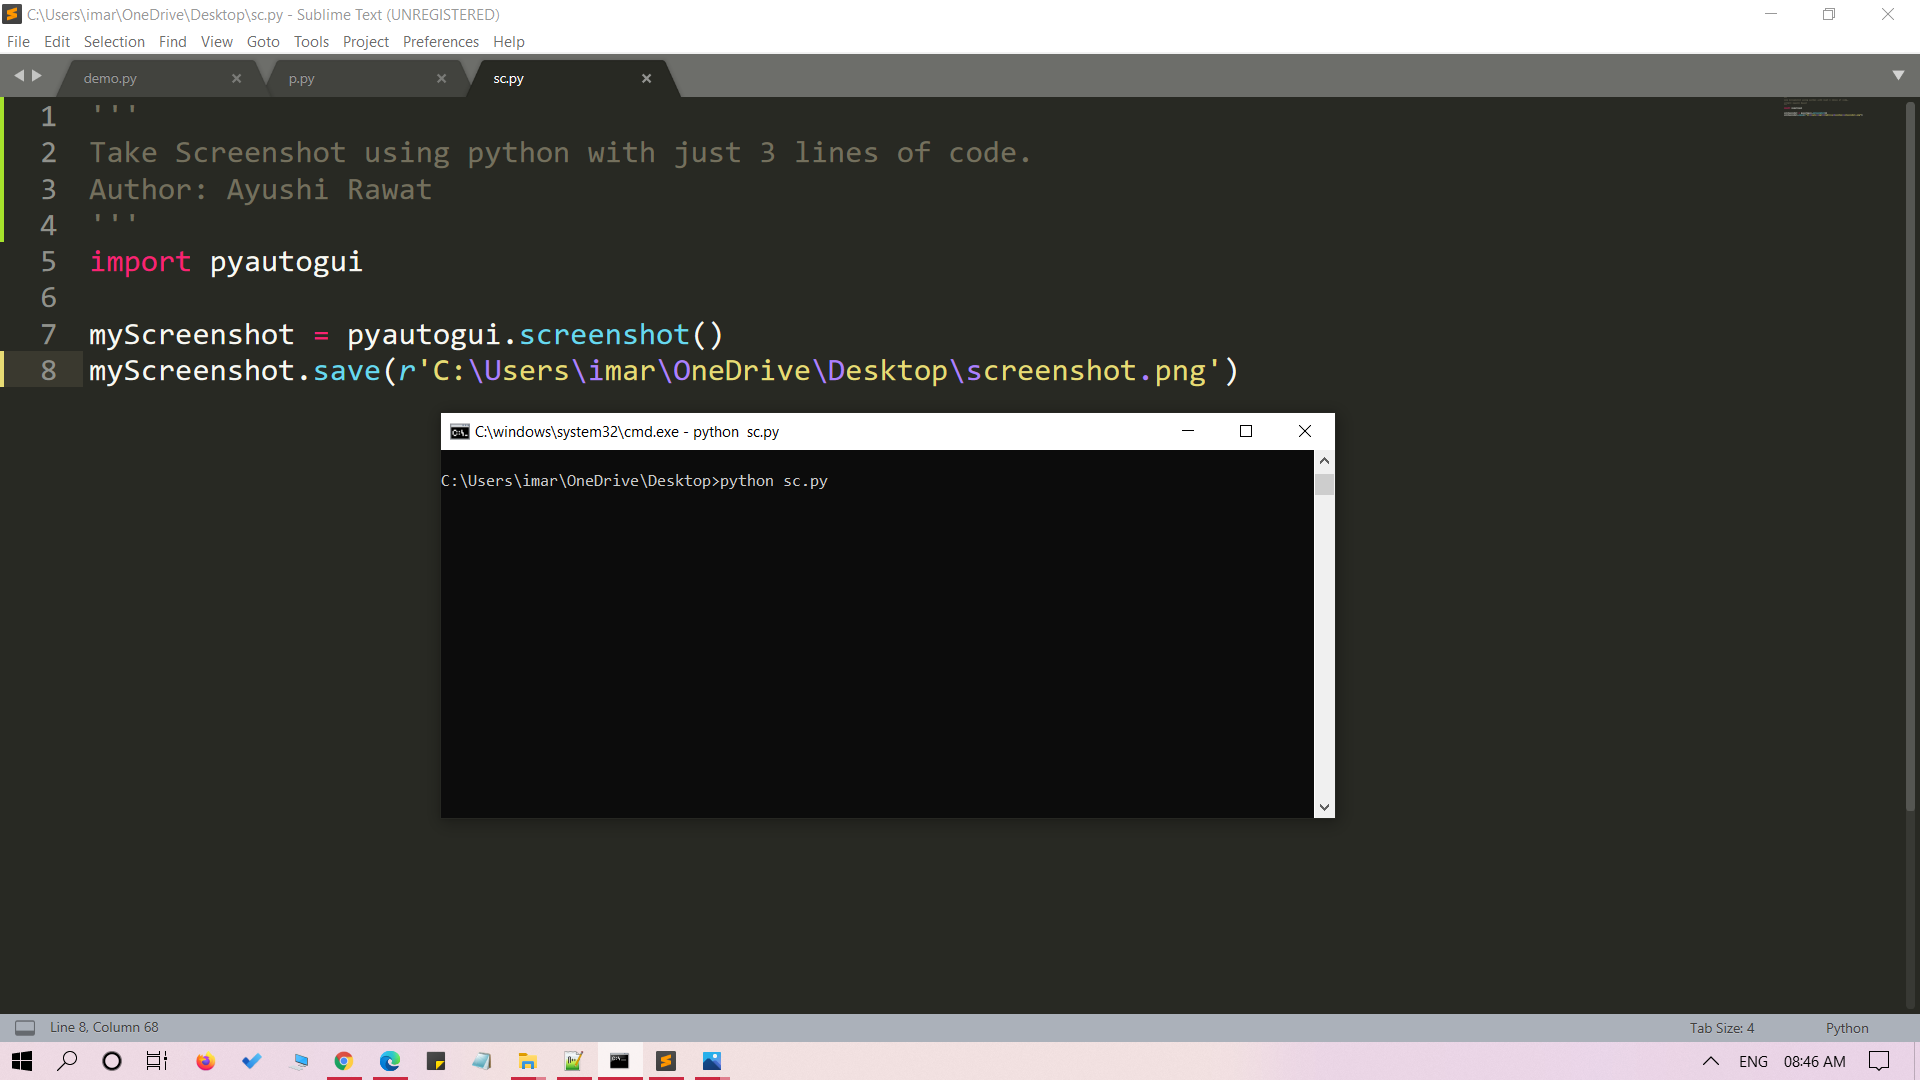 C:\Users\imar\OneDrive\Desktop\sc.py - Sublime Text (UNREGISTERED)
File Edit Selection Find View Goto Tools Project Preferences Help
demo.py p.py sc.py
1 '''
2 Take Screenshot using python with just 3 lines of code.
3 Author: Ayushi Rawat
4 '''
5 import pyautogui
6
7 myScreenshot = pyautogui.screenshot()
8 myScreenshot.save(r'C:\Users\imar\OneDrive\Desktop\screenshot.png')
C:\windows\system32\cmd.exe - python  sc.py
C:\Users\imar\OneDrive\Desktop>python sc.py
Line 8, Column 68 Tab Size: 4 Python
ENG 08:46 AM